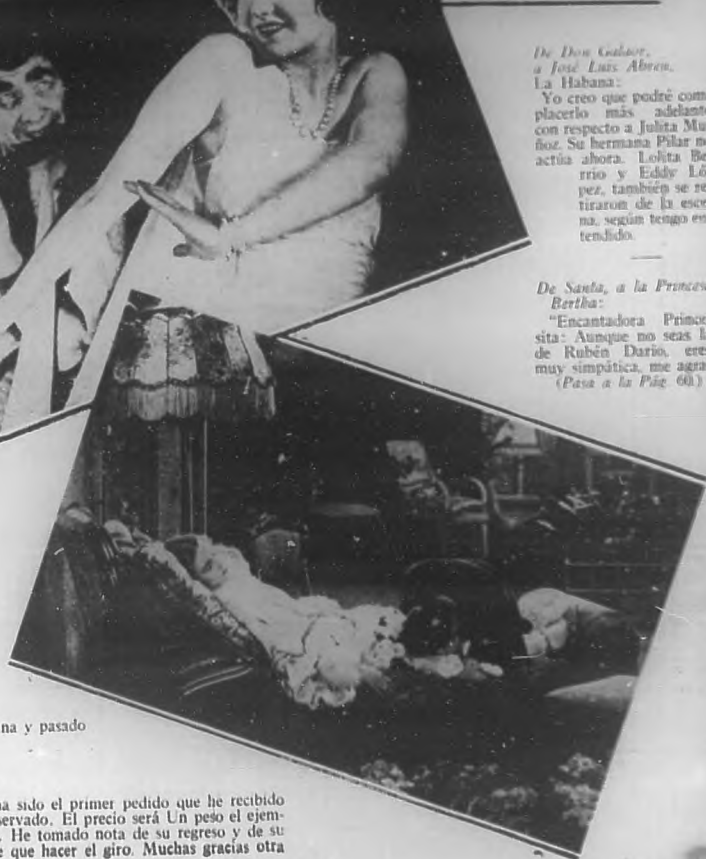 De Don Galaor,
a José Luis Abreu,
La Habana:
Yo creo que podré com-
placerlo más adelante
con respecto a Julita Mu-
ñoz. Su hermana Pilar no
actúa ahora. Lolita Be-
rrio y Eddy Ló-
pez, también se re-
tiraron de la esce-
na, según tengo en-
tendido.
De Santa, a la Princesa
Bertha:
"Encantadora Prince-
sita: Aunque no seas la
de Rubén Darío, eres
muy simpática, me agra-
(Pasa a la Pág. 60.)
na y pasado
ha sido el primer pedido que he recibido
servado. El precio será Un peso el ejem-
. He tomado nota de su regreso y de su
e que hacer el giro. Muchas gracias otra